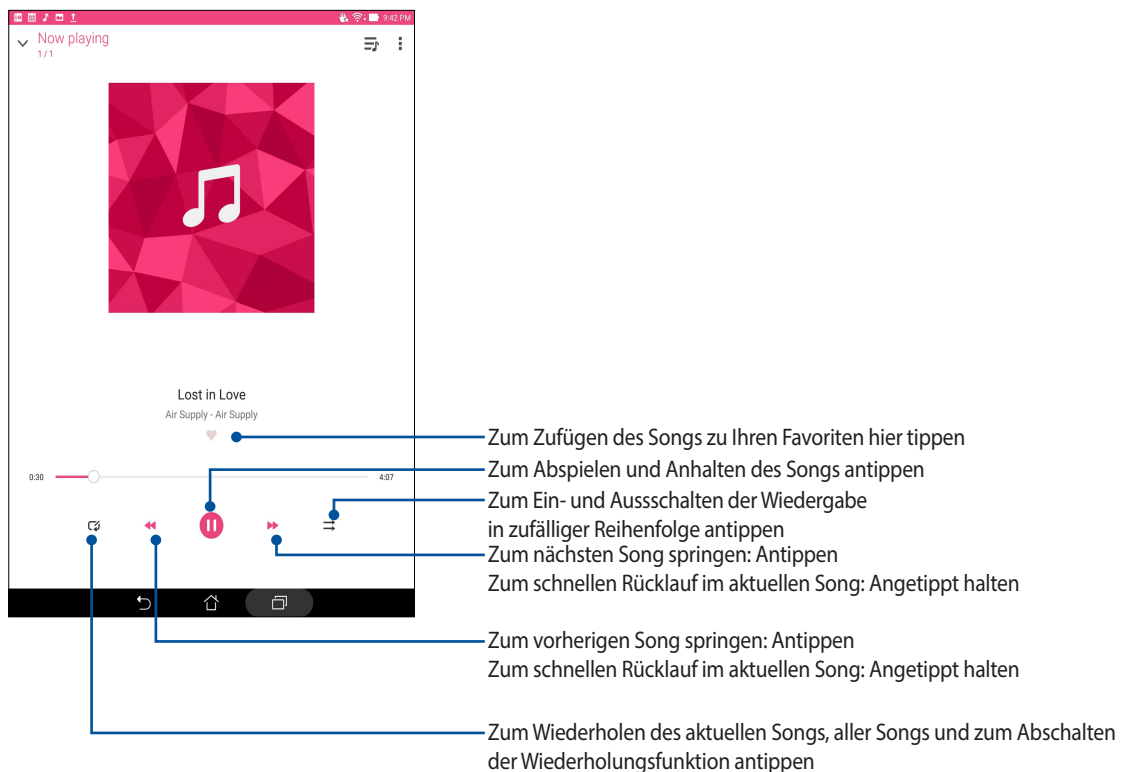 9:42 PM
Now playing
1 / 1
Lost in Love
Air Supply - Air Supply
Zum Zufügen des Songs zu Ihren Favoriten hier tippen
Zum Abspielen und Anhalten des Songs antippen
0:30
4:07
Zum Ein- und Aussschalten der Wiedergabe
in zufälliger Reihenfolge antippen
Zum nächsten Song springen: Antippen
Zum schnellen Rücklauf im aktuellen Song: Angetippt halten
Zum vorherigen Song springen: Antippen
Zum schnellen Rücklauf im aktuellen Song: Angetippt halten
Zum Wiederholen des aktuellen Songs, aller Songs und zum Abschalten
der Wiederholungsfunktion antippen